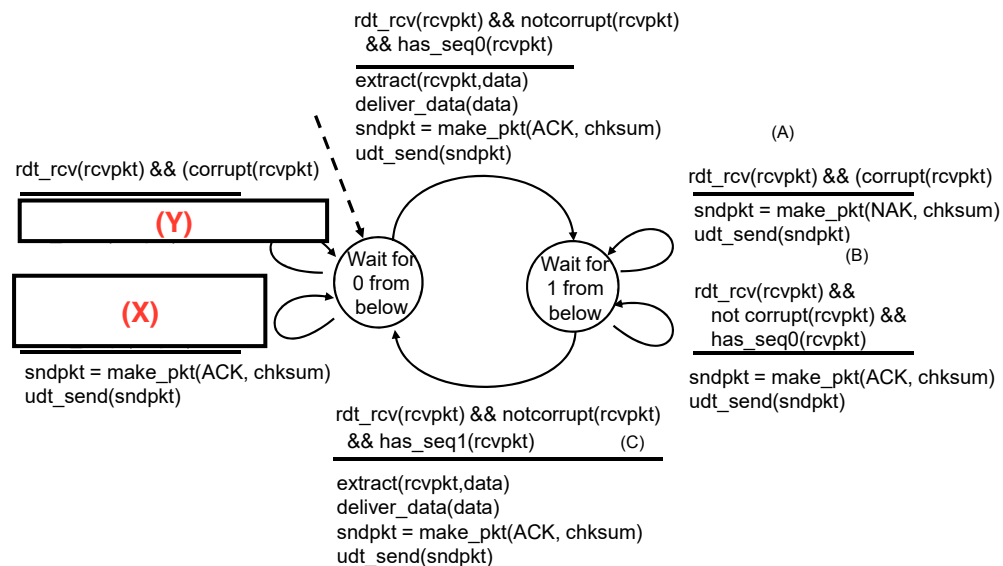 rdt_rcv(rcvpkt) && notcorrupt(rcvpkt)
&& has_seq0(rcvpkt)
extract(rcvpkt,data)
deliver_data(data)
sndpkt = make_pkt(ACK, chksum)
udt_send(sndpkt)
(A)
rdt_rcv(rcvpkt) && (corrupt(rcvpkt)
(Y)
(X)
sndpkt = make_pkt(ACK, chksum)
udt_send(sndpkt)
Wait for
0 from
below
Wait for
1 from
below
rdt_rcv(rcvpkt) && (corrupt(rcvpkt)
sndpkt = make_pkt(NAK, chksum)
udt_send(sndpkt)
(B)
rdt_rcv(rcvpkt) &&
not corrupt(rcvpkt) &&
has_seq0(rcvpkt)
sndpkt = make_pkt(ACK, chksum)
udt_send(sndpkt)
rdt_rcv(rcvpkt) && notcorrupt(rcvpkt)
&& has_seq1(rcvpkt) (C)
extract(rcvpkt,data)
deliver_data(data)
sndpkt = make_pkt(ACK, chksum)
udt_send(sndpkt)